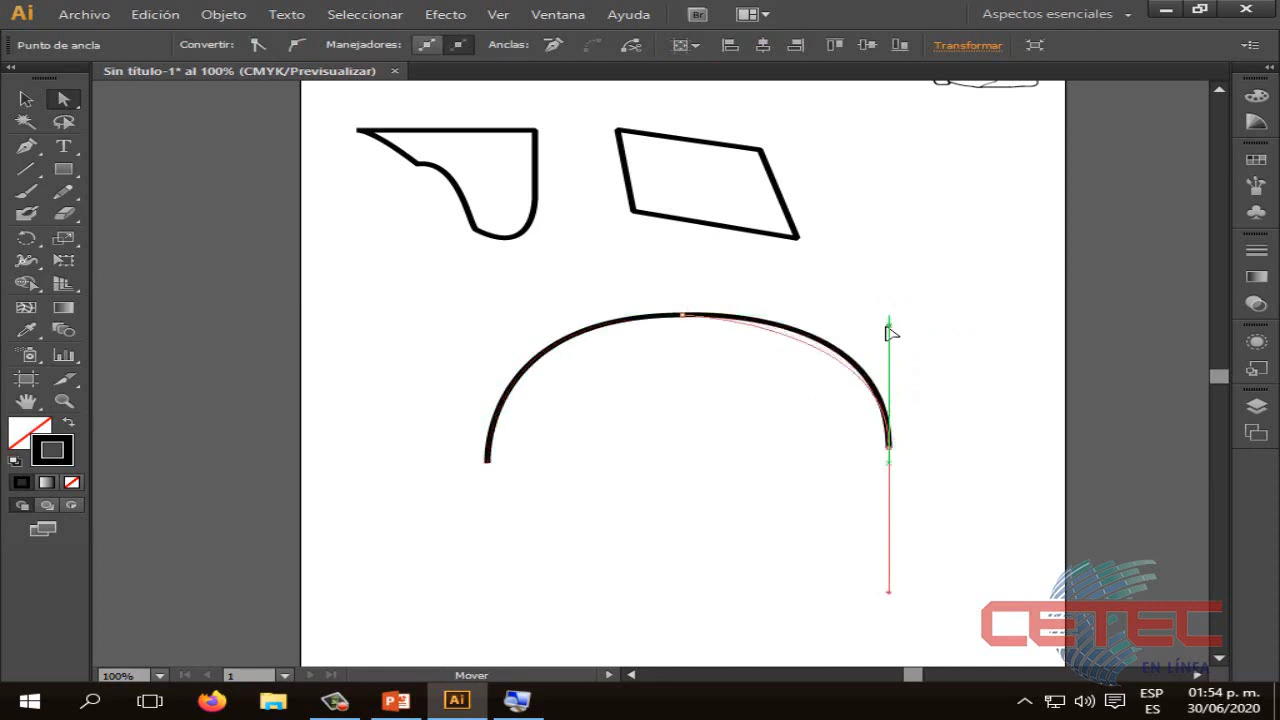 Ai Archivo Edición Objeto Texto Seleccionar Efecto Ver Ventana Ayuda Br Aspectos esenciales
Punto de ancla Convertir: Manejadores: Anclas: Transformar
Sin título-1* al 100% (CMYK/Previsualizar) ×
T
CETEC
EN LÍNEA
100% 1 Mover
Ai ESP 01:54 p. m.
ES 30/06/2020